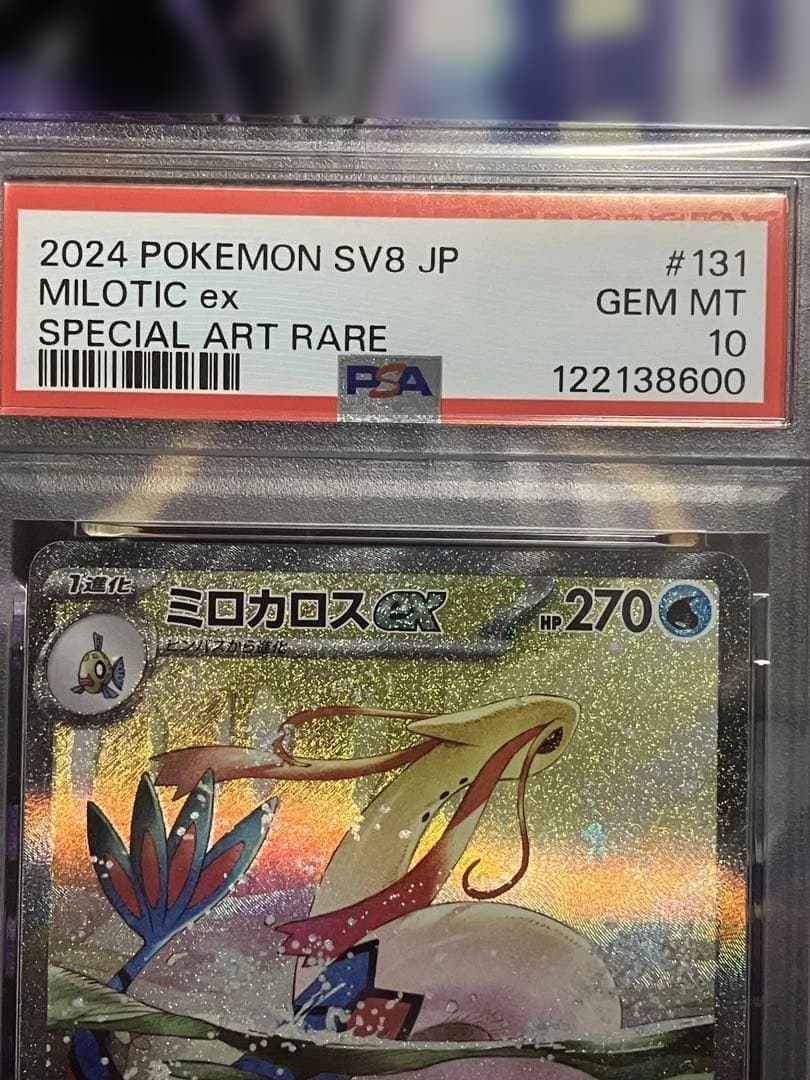 2024 POKEMON SV8 JP #131
MILOTIC ex GEM MT
SPECIAL ART RARE 10
PSA 122138600
1進化 ミロカロスex HP270
ヒンバスから進化